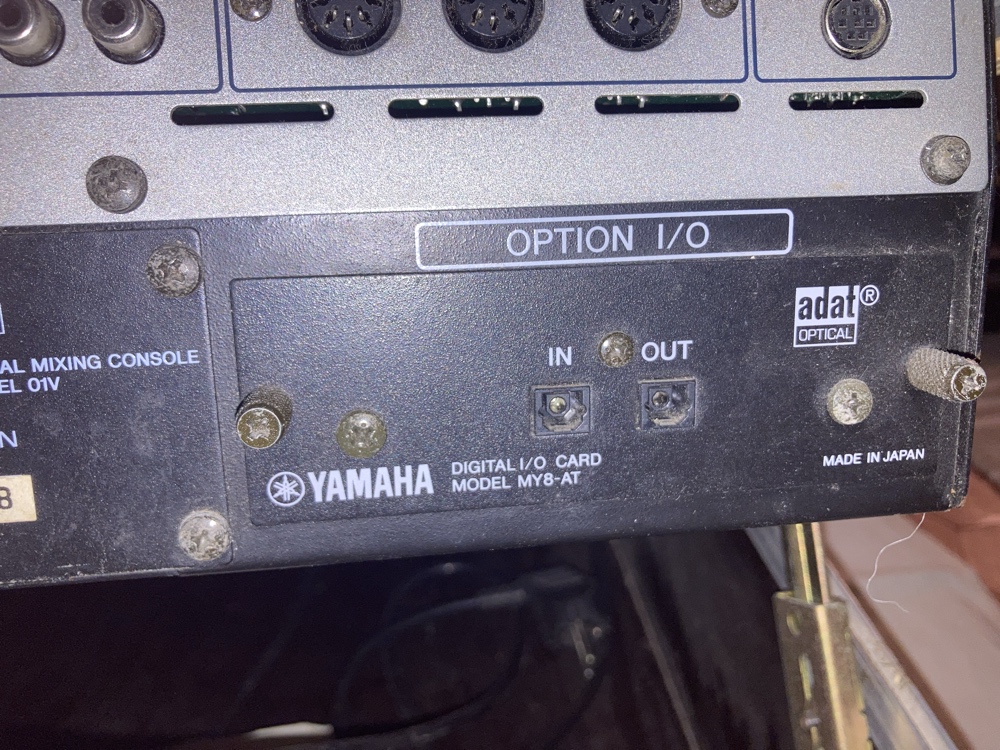 OPTION I/O
adat®
OPTICAL
AL MIXING CONSOLE
EL 01V
N
8
IN
OUT
YAMAHA
DIGITAL I/O CARD
MODEL MY8-AT
MADE IN JAPAN